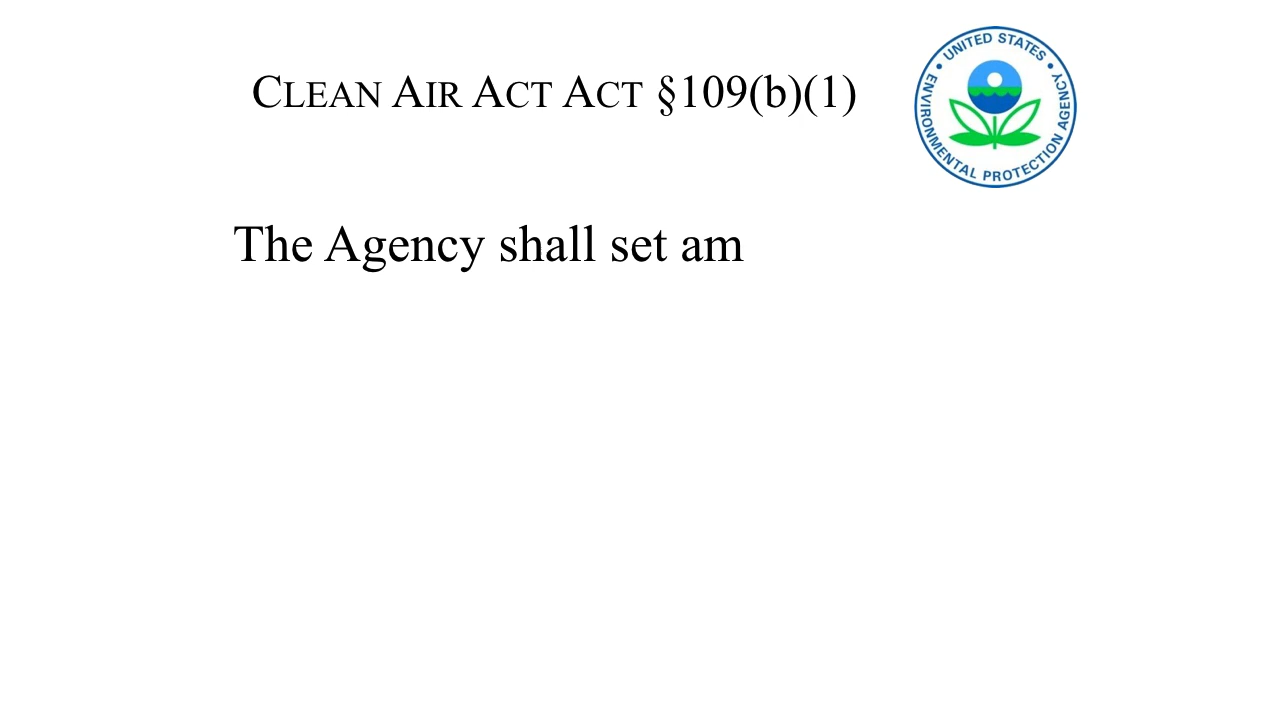 CLEAN AIR ACT ACT §109(b)(1)
UNITED STATES
ENVIRONMENTAL PROTECTION AGENCY
The Agency shall set am